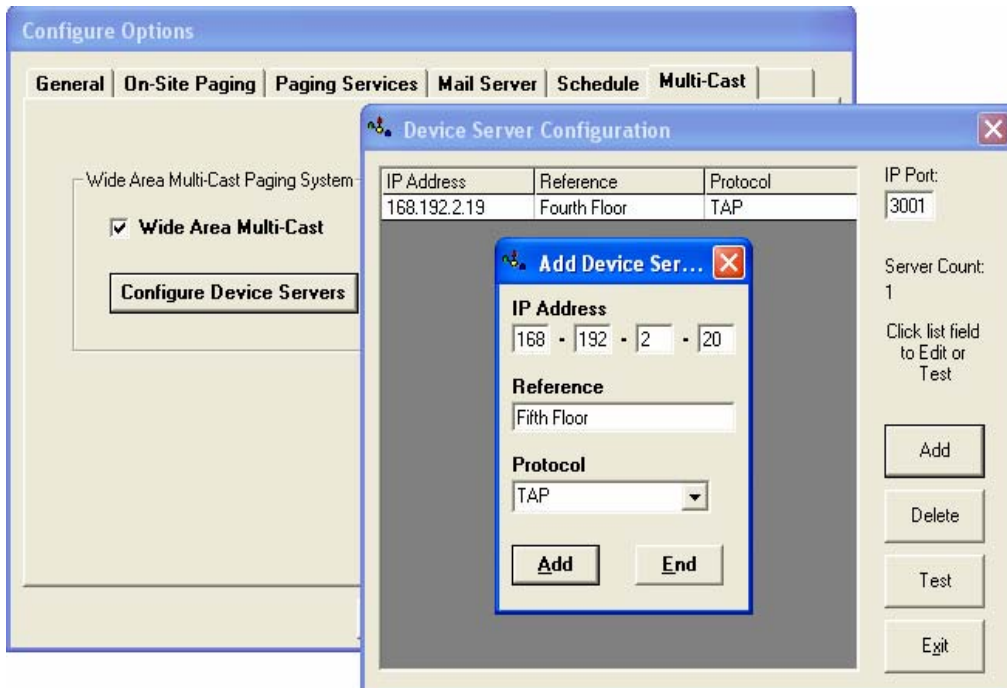 Configure Options
General On-Site Paging Paging Services Mail Server Schedule Multi-Cast
Wide Area Multi-Cast Paging System
Wide Area Multi-Cast
Configure Device Servers
Device Server Configuration
IP Address Reference Protocol
168.192.2.19 Fourth Floor TAP
IP Port:
3001
Server Count:
1
Click list field
to Edit or
Test
Add
Delete
Test
Exit
Add Device Ser...
IP Address
168 - 192 - 2 - 20
Reference
Fifth Floor
Protocol
TAP
Add End